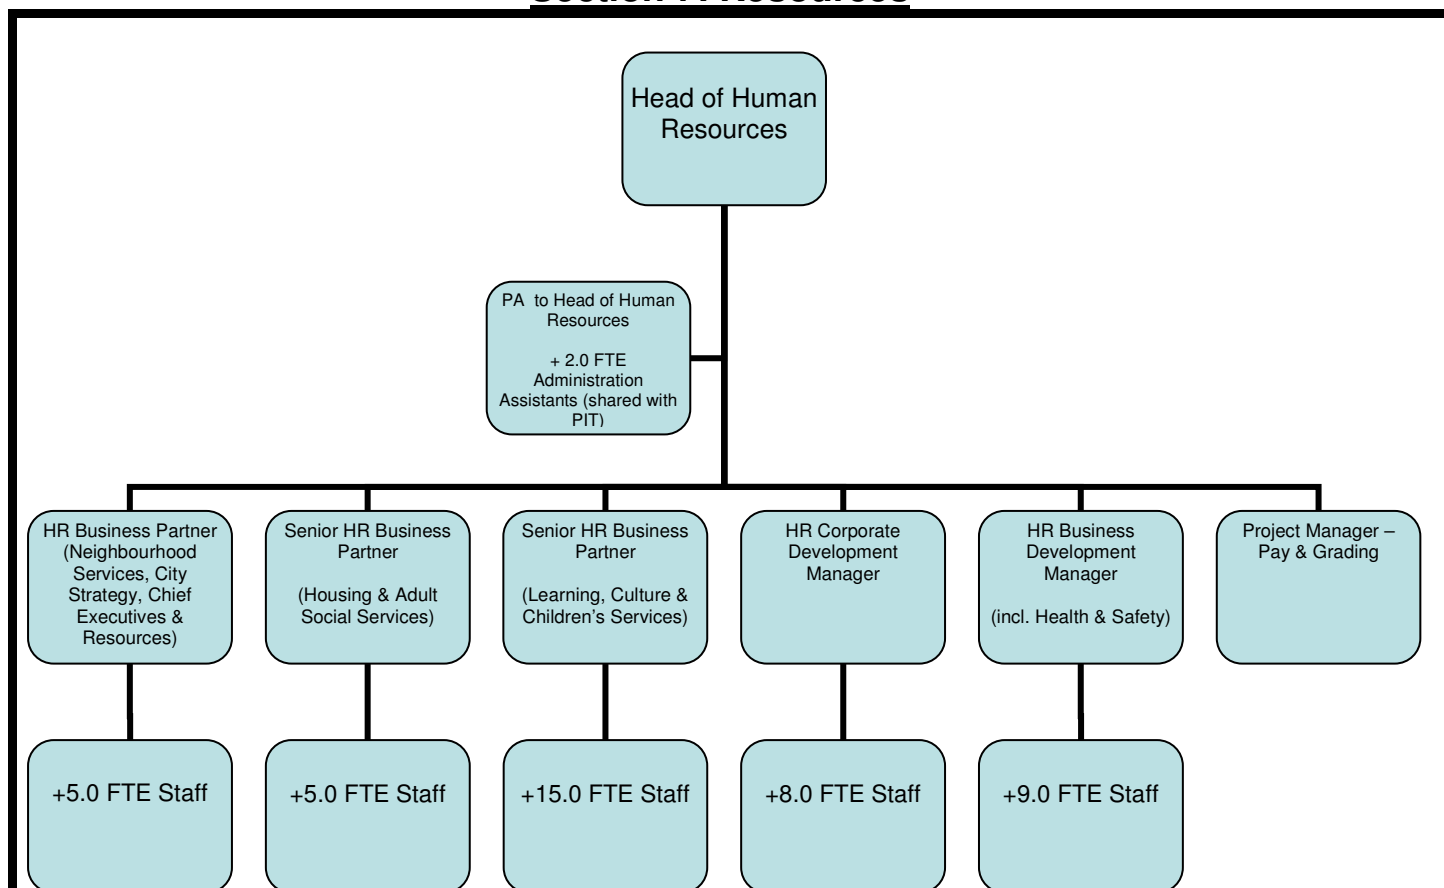 Head of Human
Resources
PA to Head of Human
Resources
+ 2.0 FTE
Administration
Assistants (shared with
PIT)
HR Business Partner
(Neighbourhood
Services, City
Strategy, Chief
Executives &
Resources)
Senior HR Business
Partner
(Housing & Adult
Social Services)
Senior HR Business
Partner
(Learning, Culture &
Children’s Services)
HR Corporate
Development
Manager
HR Business
Development
Manager
(incl. Health & Safety)
Project Manager –
Pay & Grading
+5.0 FTE Staff
+5.0 FTE Staff
+15.0 FTE Staff
+8.0 FTE Staff
+9.0 FTE Staff